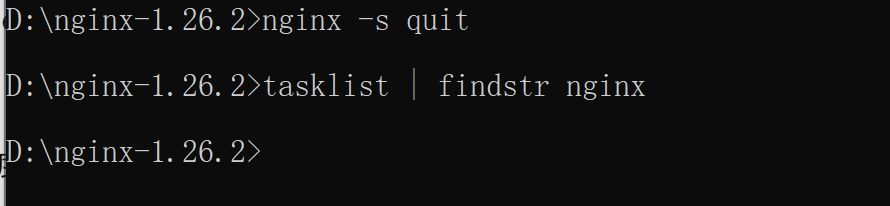 D:\nginx-1.26.2>nginx -s quit
D:\nginx-1.26.2>tasklist | findstr nginx
D:\nginx-1.26.2>